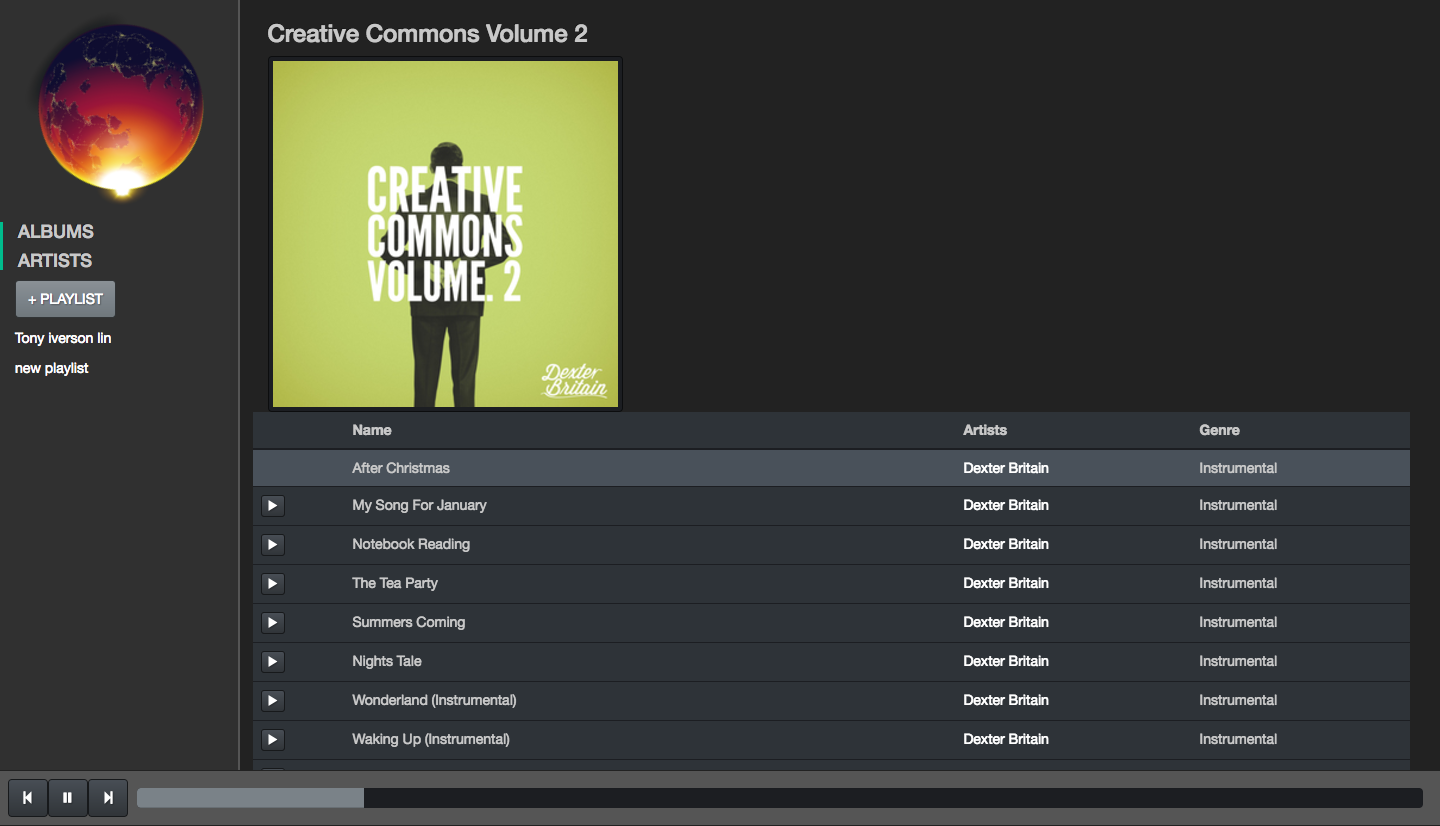 ALBUMS
ARTISTS
+ PLAYLIST
Tony iverson lin
new playlist
Creative Commons Volume 2
CREATIVE
COMMONS
VOLUME. 2
Dexter
Britain
Name Artists Genre
After Christmas Dexter Britain Instrumental
My Song For January Dexter Britain Instrumental
Notebook Reading Dexter Britain Instrumental
The Tea Party Dexter Britain Instrumental
Summers Coming Dexter Britain Instrumental
Nights Tale Dexter Britain Instrumental
Wonderland (Instrumental) Dexter Britain Instrumental
Waking Up (Instrumental) Dexter Britain Instrumental